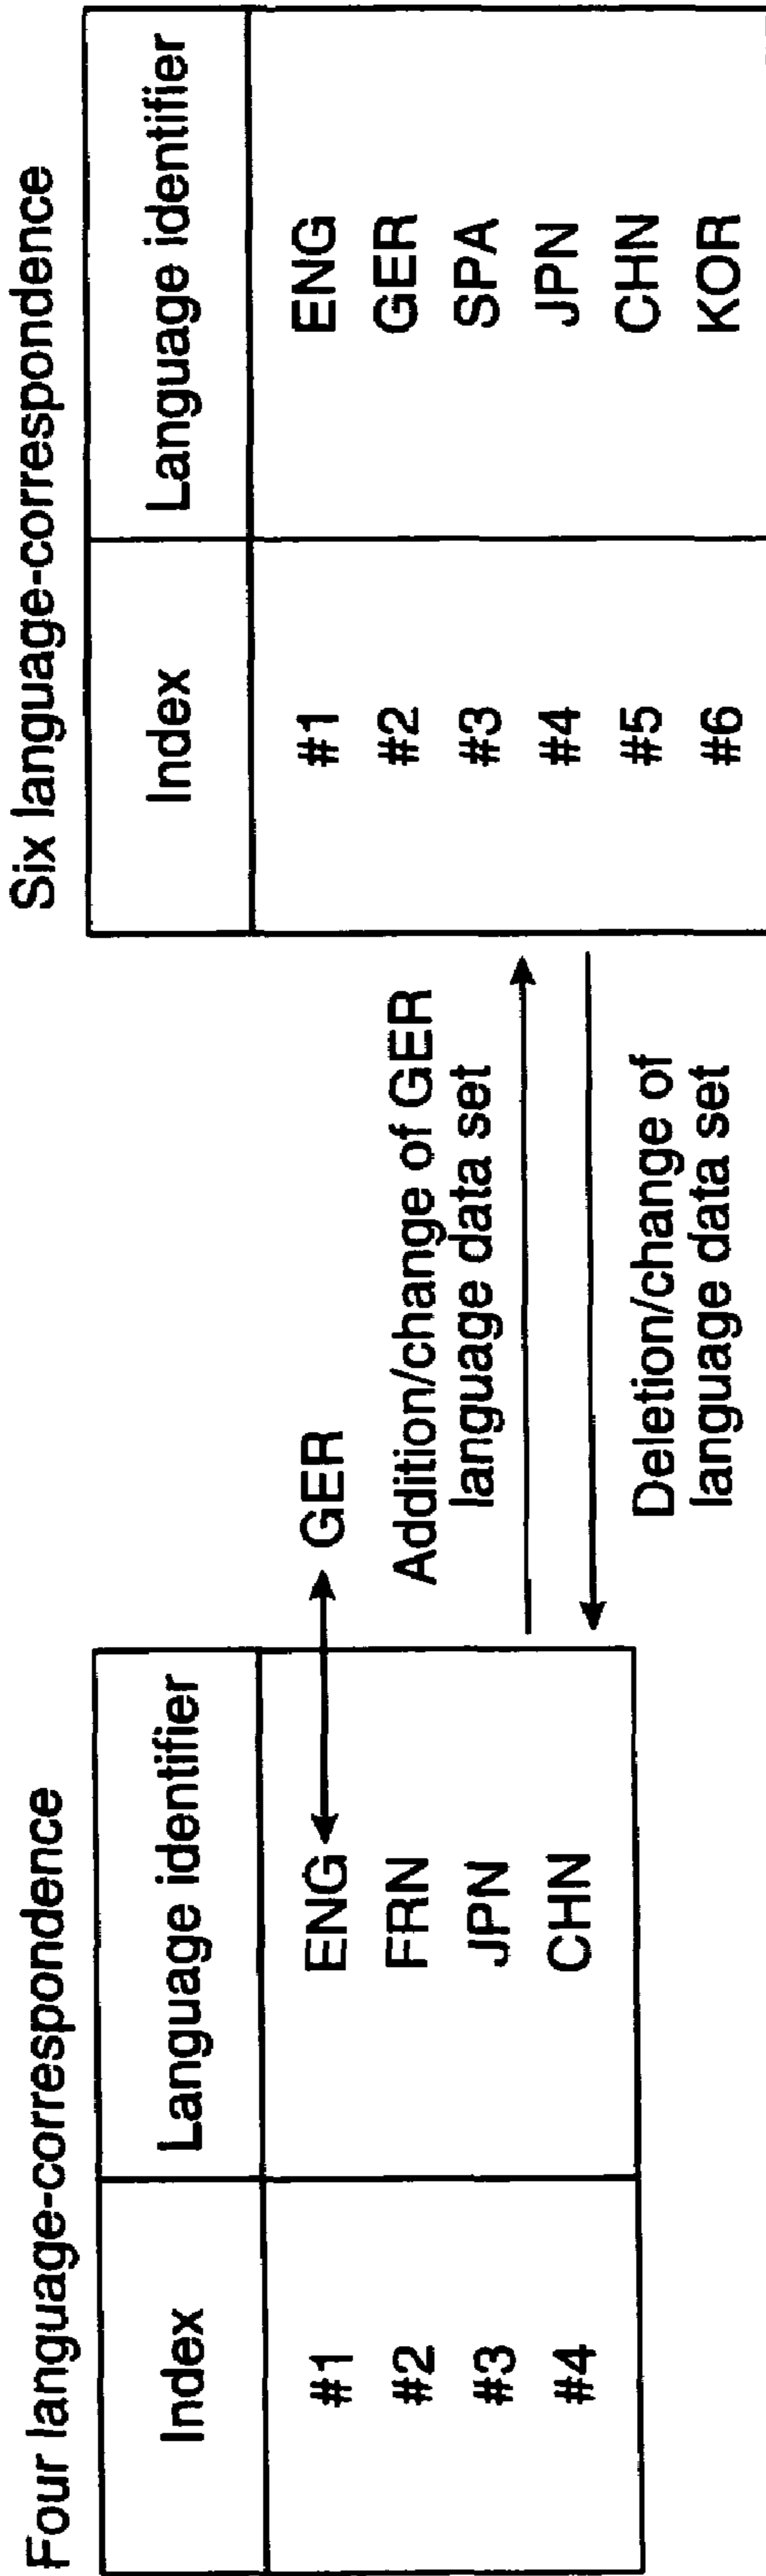 Four language-correspondence
Index Language identifier
#1 ENG
#2 FRN
#3 JPN
#4 CHN
GER
Addition/change of GER
language data set
Deletion/change of
language data set
Six language-correspondence
Index Language identifier
#1 ENG
#2 GER
#3 SPA
#4 JPN
#5 CHN
#6 KOR